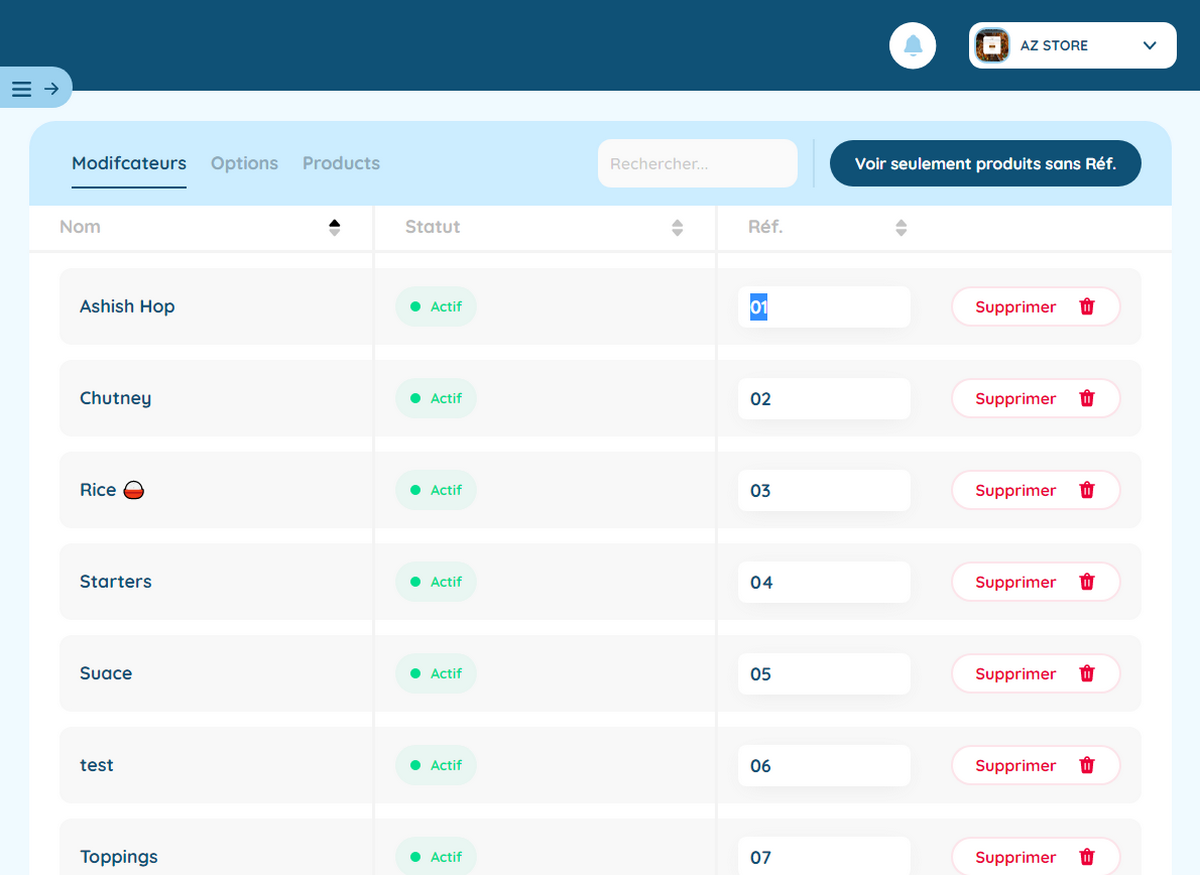 AZ STORE
Modifcateurs Options Products Rechercher... Voir seulement produits sans Réf.
Nom Statut Réf.
Ashish Hop Actif 01 Supprimer
Chutney Actif 02 Supprimer
Rice Actif 03 Supprimer
Starters Actif 04 Supprimer
Suace Actif 05 Supprimer
test Actif 06 Supprimer
Toppings Actif 07 Supprimer